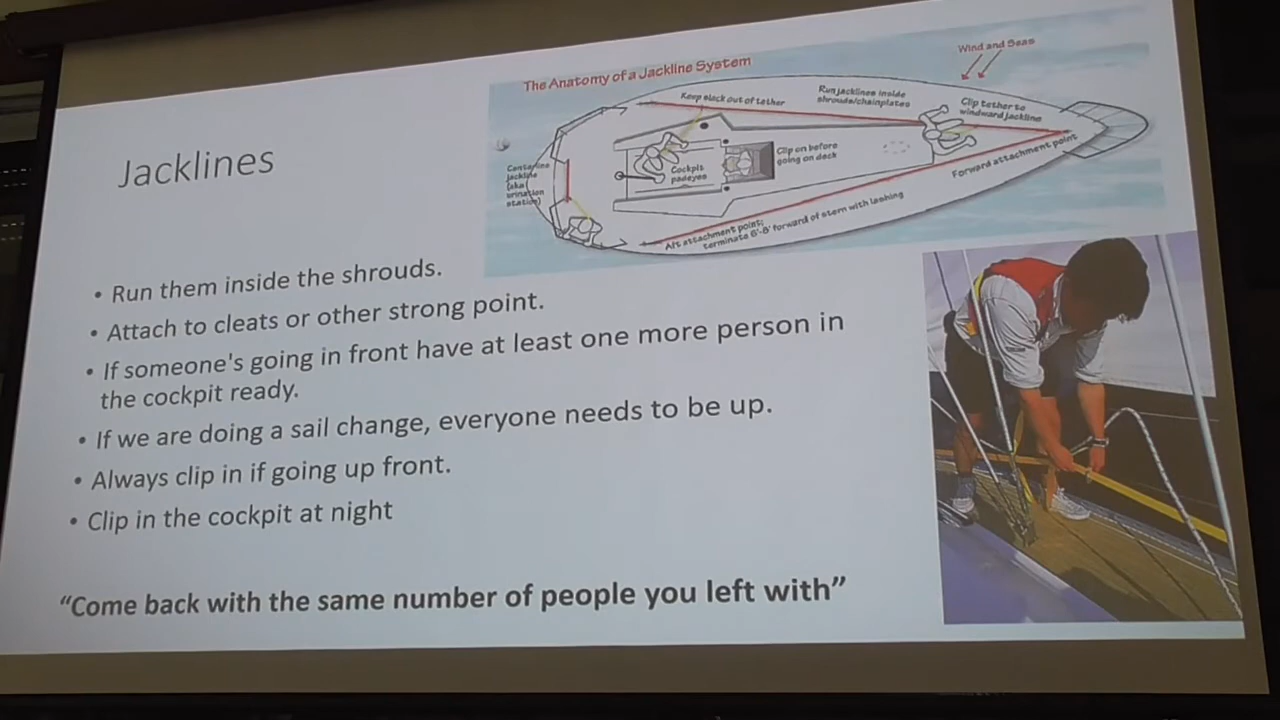 Jacklines
• Run them inside the shrouds.
• Attach to cleats or other strong point.
• If someone's going in front have at least one more person in
the cockpit ready.
• If we are doing a sail change, everyone needs to be up.
• Always clip in if going up front.
• Clip in the cockpit at night
“Come back with the same number of people you left with”
The Anatomy of a Jackline System
Wind and Seas
Keep slack out of tether
Run jacklines inside
shrouds/chainplates
Clip tether to
windward jackline
Clip on before
going on deck
Cockpit
padeyes
Centerline
jackline
(aka
urination
station)
Forward attachment point
Aft attachment point;
terminate 6'-8' forward of stern with lashing